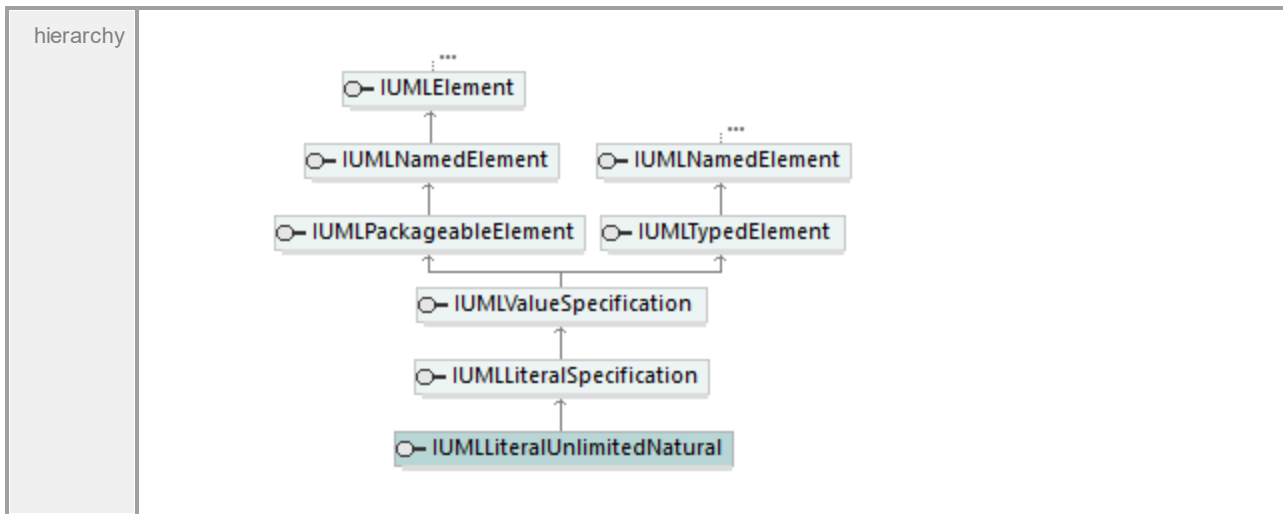 hierarchy
...
IUMLElement
...
IUMLNamedElement IUMLNamedElement
IUMLPackageableElement IUMLTypedElement
IUMLValueSpecification
IUMLLiteralSpecification
IUMLLiteralUnlimitedNatural